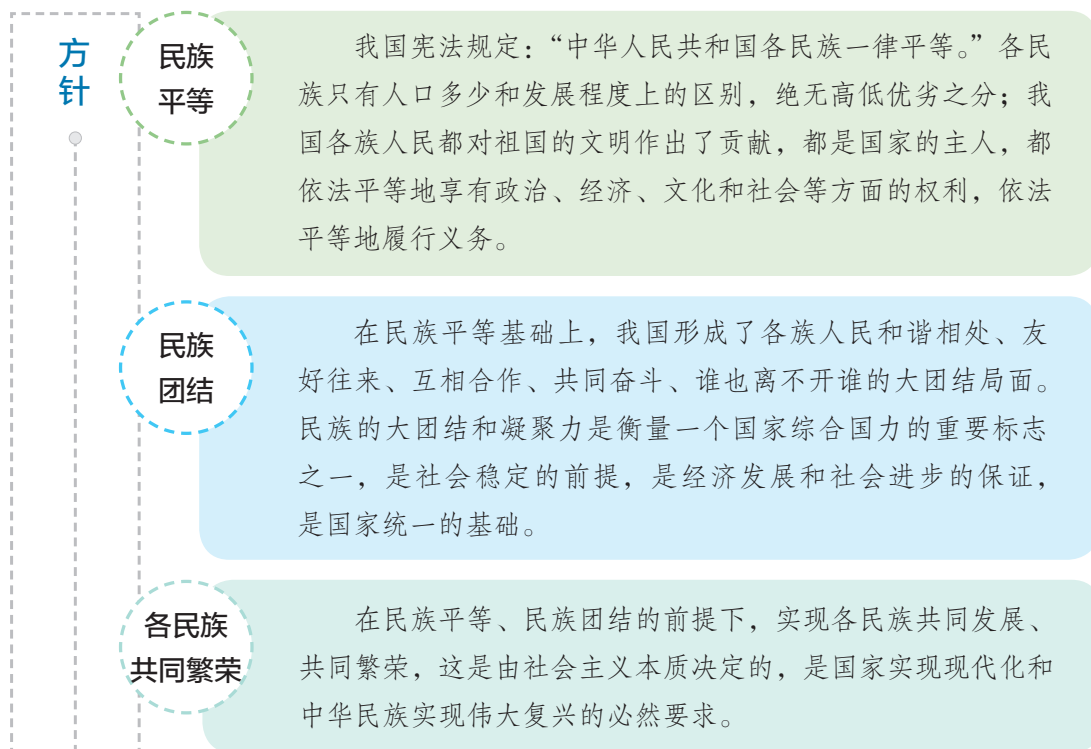 方针
民族
平等
我国宪法规定：“中华人民共和国各民族一律平等。”各民
族只有人口多少和发展程度上的区别，绝无高低优劣之分；我
国各族人民都对祖国的文明作出了贡献，都是国家的主人，都
依法平等地享有政治、经济、文化和社会等方面的权利，依法
平等地履行义务。
民族
团结
在民族平等基础上，我国形成了各族人民和谐相处、友
好往来、互相合作、共同奋斗、谁也离不开谁的大团结局面。
民族的大团结和凝聚力是衡量一个国家综合国力的重要标志
之一，是社会稳定的前提，是经济发展和社会进步的保证，
是国家统一的基础。
各民族
共同繁荣
在民族平等、民族团结的前提下，实现各民族共同发展、
共同繁荣，这是由社会主义本质决定的，是国家实现现代化和
中华民族实现伟大复兴的必然要求。